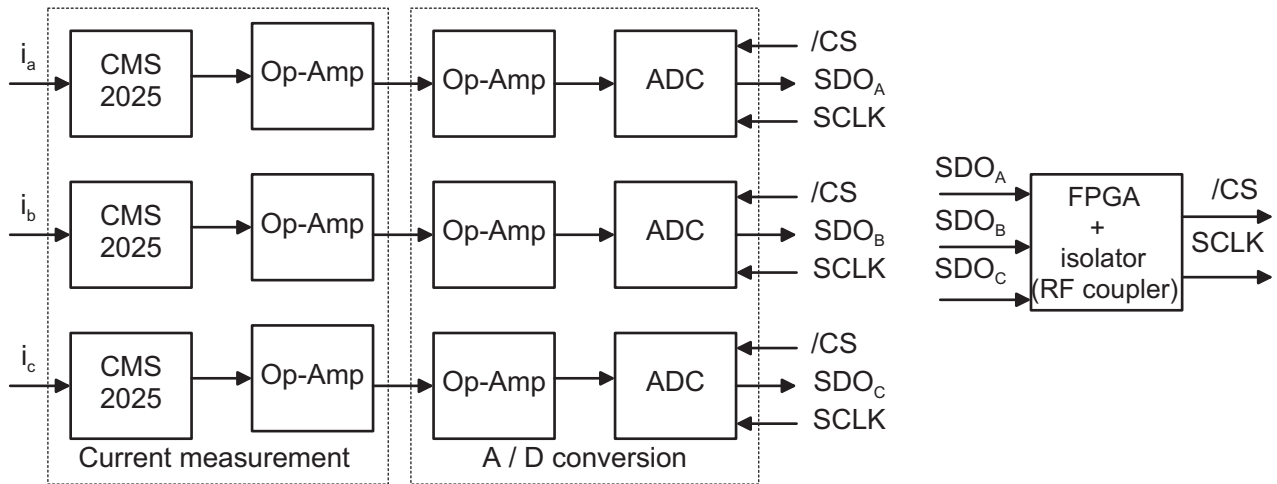 i_a
CMS
2025
Op-Amp
Op-Amp
ADC
/CS
SDO_A
SCLK
i_b
CMS
2025
Op-Amp
Op-Amp
ADC
/CS
SDO_B
SCLK
i_c
CMS
2025
Op-Amp
Op-Amp
ADC
/CS
SDO_C
SCLK
Current measurement
A / D conversion
SDO_A
SDO_B
SDO_C
FPGA
+
isolator
(RF coupler)
/CS
SCLK